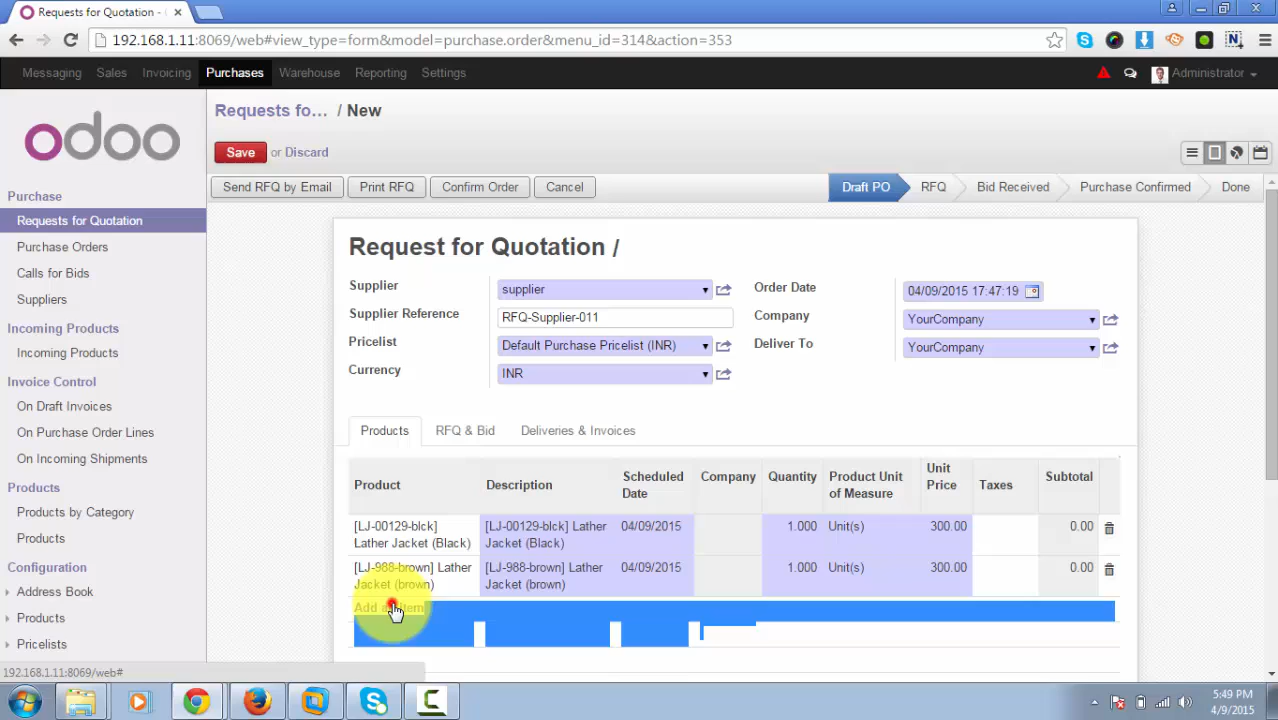 Requests for Quotation -
192.168.1.11:8069/web#view_type=form&model=purchase.order&menu_id=314&action=353
Messaging Sales Invoicing Purchases Warehouse Reporting Settings Administrator
odoo
Requests fo... / New
Save or Discard
Send RFQ by Email Print RFQ Confirm Order Cancel Draft PO RFQ Bid Received Purchase Confirmed Done
Purchase
Requests for Quotation
Purchase Orders
Calls for Bids
Suppliers
Incoming Products
Incoming Products
Invoice Control
On Draft Invoices
On Purchase Order Lines
On Incoming Shipments
Products
Products by Category
Products
Configuration
Address Book
Products
Pricelists
Request for Quotation /
Supplier supplier Order Date 04/09/2015 17:47:19
Supplier Reference RFQ-Supplier-011 Company YourCompany
Pricelist Default Purchase Pricelist (INR) Deliver To YourCompany
Currency INR
Products RFQ & Bid Deliveries & Invoices
Product Description Scheduled Date Company Quantity Product Unit of Measure Unit Price Taxes Subtotal
[LJ-00129-blck] [LJ-00129-blck] Lather 04/09/2015 1.000 Unit(s) 300.00 0.00
Lather Jacket (Black) Jacket (Black)
[LJ-988-brown] Lather [LJ-988-brown] Lather 04/09/2015 1.000 Unit(s) 300.00 0.00
Jacket (brown) Jacket (brown)
Add an item
192.168.1.11:8069/web#
5:49 PM
4/9/2015